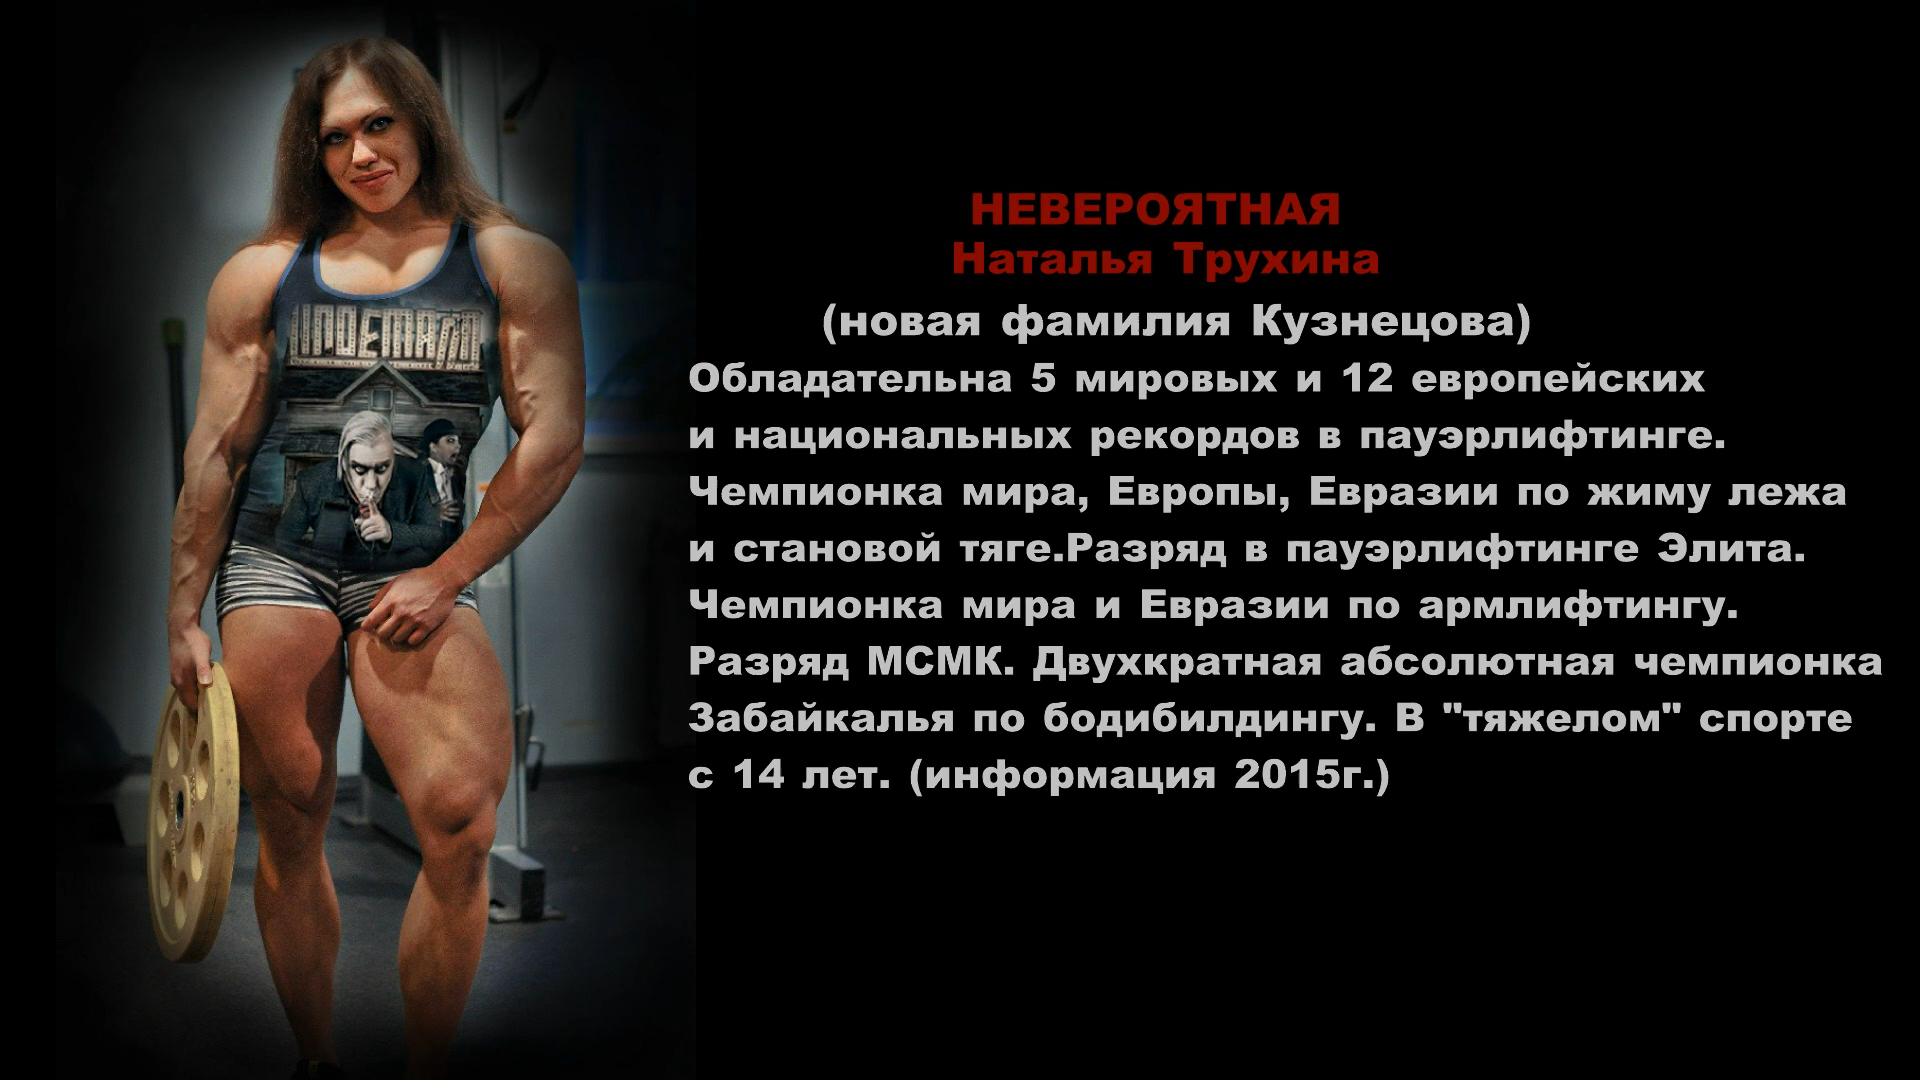 НЕВЕРОЯТНАЯ
Наталья Трухина
(новая фамилия Кузнецова)
Обладательна 5 мировых и 12 европейских
и национальных рекордов в пауэрлифтинге.
Чемпионка мира, Европы, Евразии по жиму лежа
и становой тяге.Разряд в пауэрлифтинге Элита.
Чемпионка мира и Евразии по армлифтингу.
Разряд МСМК. Двухкратная абсолютная чемпионка
Забайкалья по бодибилдингу. В "тяжелом" спорте
с 14 лет. (информация 2015г.)